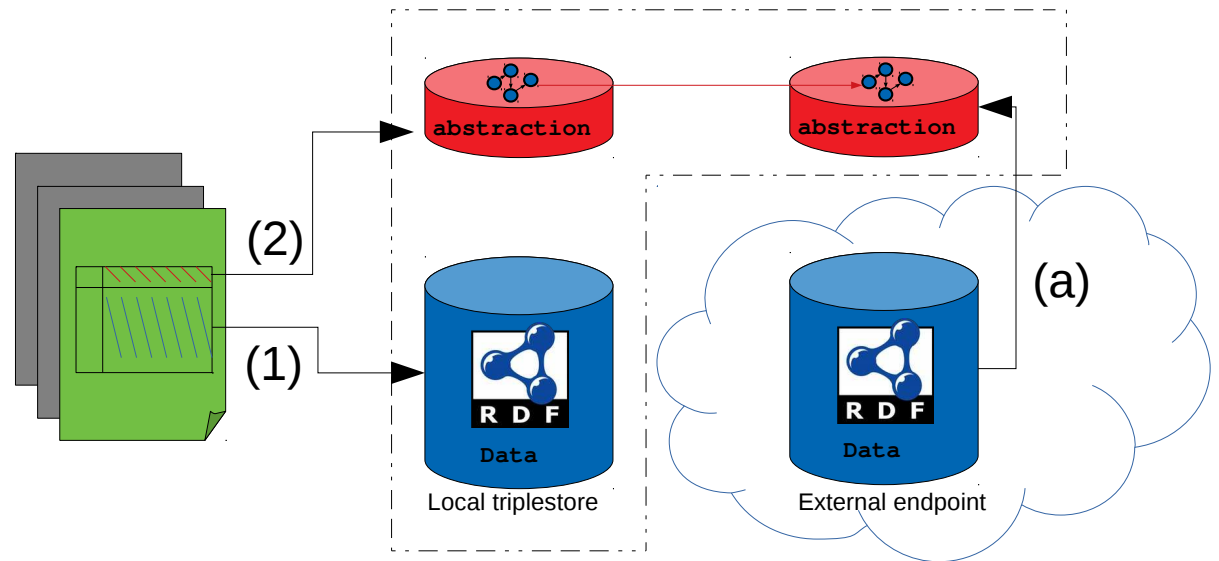 abstraction
abstraction
(2)
(1)
(a)
RDF
Data
RDF
Data
Local triplestore
External endpoint